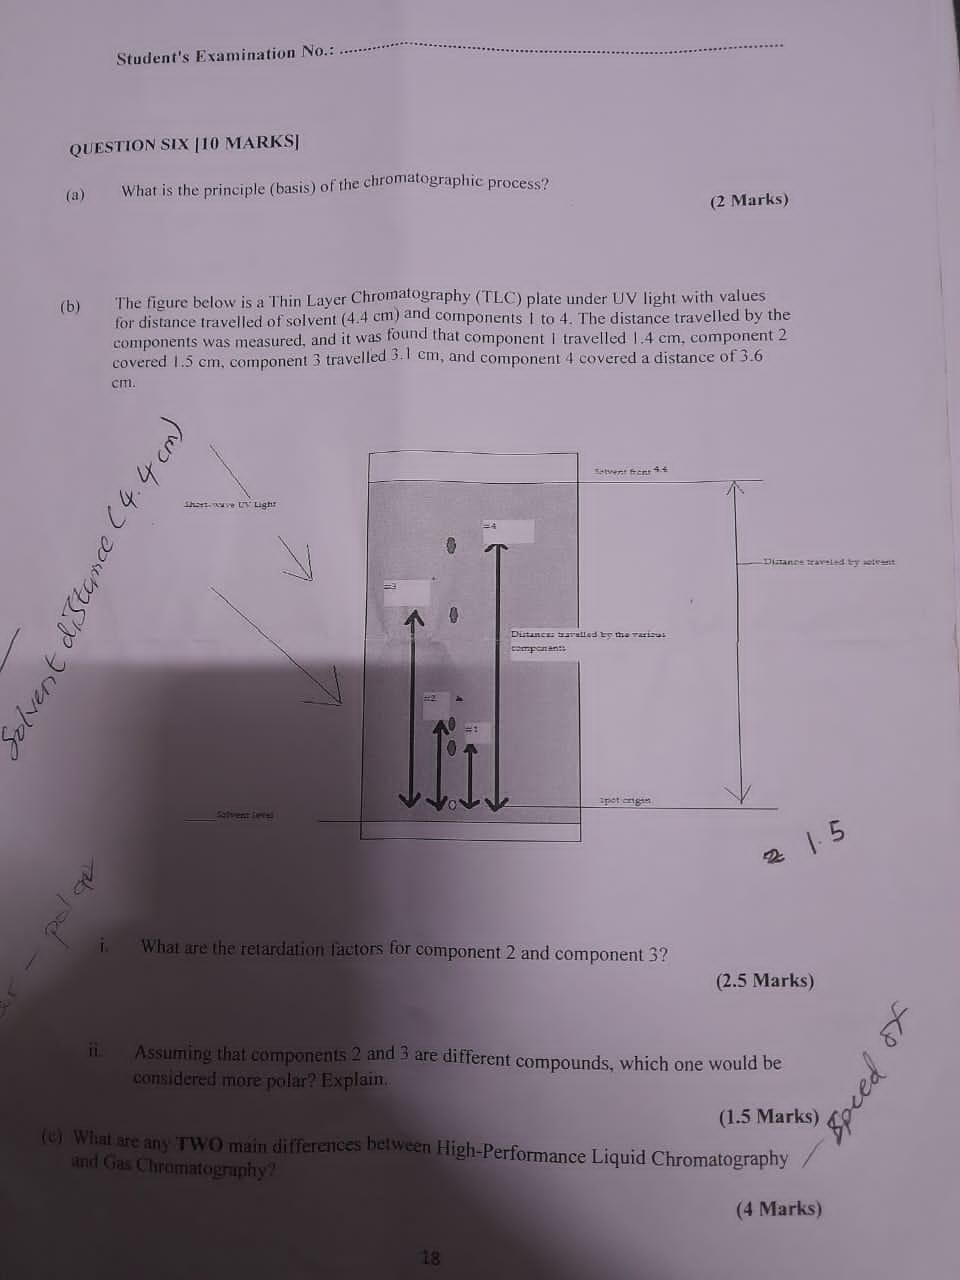 Student's Examination No.: ..........
QUESTION SIX [10 MARKS]
(a) What is the principle (basis) of the chromatographic process?
(2 Marks)
(b) The figure below is a Thin Layer Chromatography (TLC) plate under UV light with values
for distance travelled of solvent (4.4 cm) and components 1 to 4. The distance travelled by the
components was measured, and it was found that component 1 travelled 1.4 cm, component 2
covered 1.5 cm, component 3 travelled 3.1 cm, and component 4 covered a distance of 3.6
cm.
Solvent distance (4.4 cm)
Solvent front 4.4
Short-wave UV Light
=4
Distance traveled by solvent
=3
Distances travelled by the various
components
=2
=1
Spot origin
Solvent Level
1.5
polar
i. What are the retardation factors for component 2 and component 3?
(2.5 Marks)
ii. Assuming that components 2 and 3 are different compounds, which one would be
considered more polar? Explain.
(1.5 Marks)
Speed of
(c) What are any TWO main differences between High-Performance Liquid Chromatography
and Gas Chromatography?
(4 Marks)
18